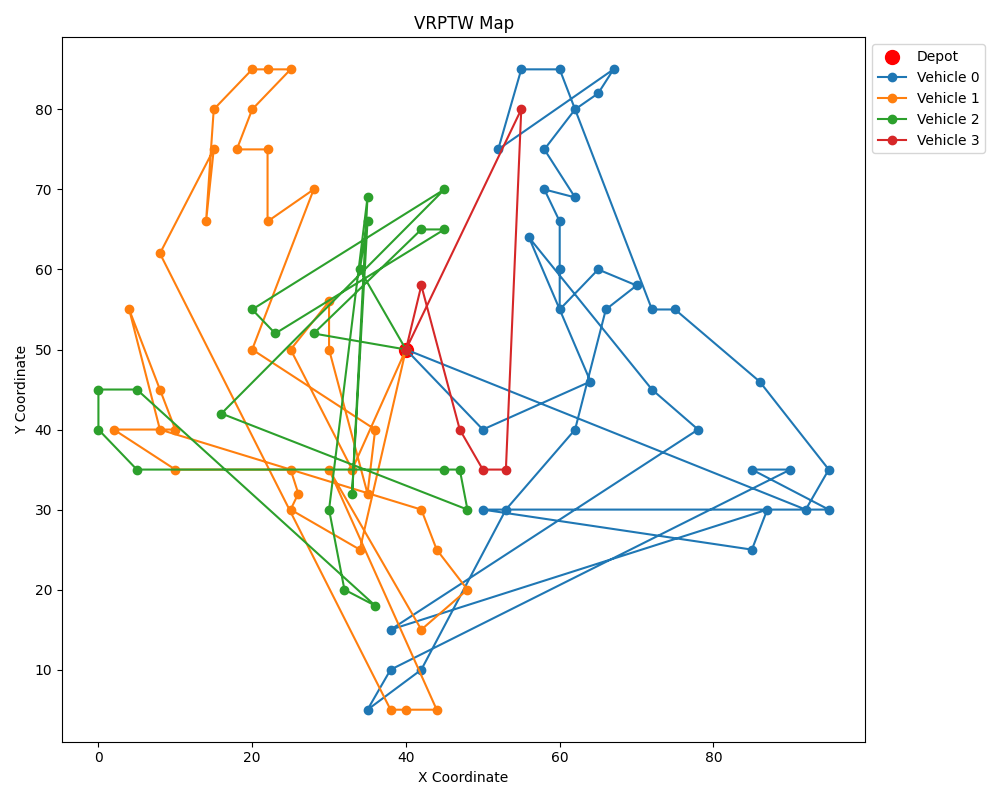 VRPTW Map
Depot
Vehicle 0
Vehicle 1
Vehicle 2
Vehicle 3
Y Coordinate
80
70
60
50
40
30
20
10
0
20
40
60
80
X Coordinate